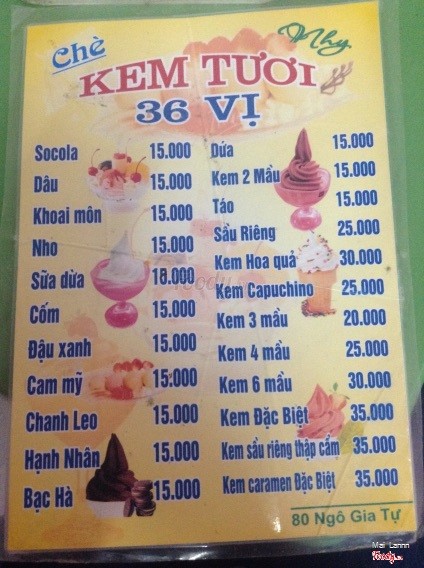 Chè
Nhy
KEM TƯƠI
36 VỊ
Socola 15.000
Dâu 15.000
Khoai môn 15.000
Nho 15.000
Sữa dừa 18.000
Cốm 15.000
Đậu xanh 15.000
Cam mỹ 15.000
Chanh Leo 15.000
Hạnh Nhân 15.000
Bạc Hà 15.000
Dứa 15.000
Kem 2 Mầu 15.000
Táo 15.000
Sầu Riêng 25.000
Kem Hoa quả 30.000
Kem Capuchino 25.000
Kem 3 mầu 20.000
Kem 4 mầu 25.000
Kem 6 mầu 30.000
Kem Đặc Biệt 35.000
Kem sầu riêng thập cẩm 35.000
Kem caramen Đặc Biệt 35.000
80 Ngô Gia Tự
Mai Lannn
Foody.vn